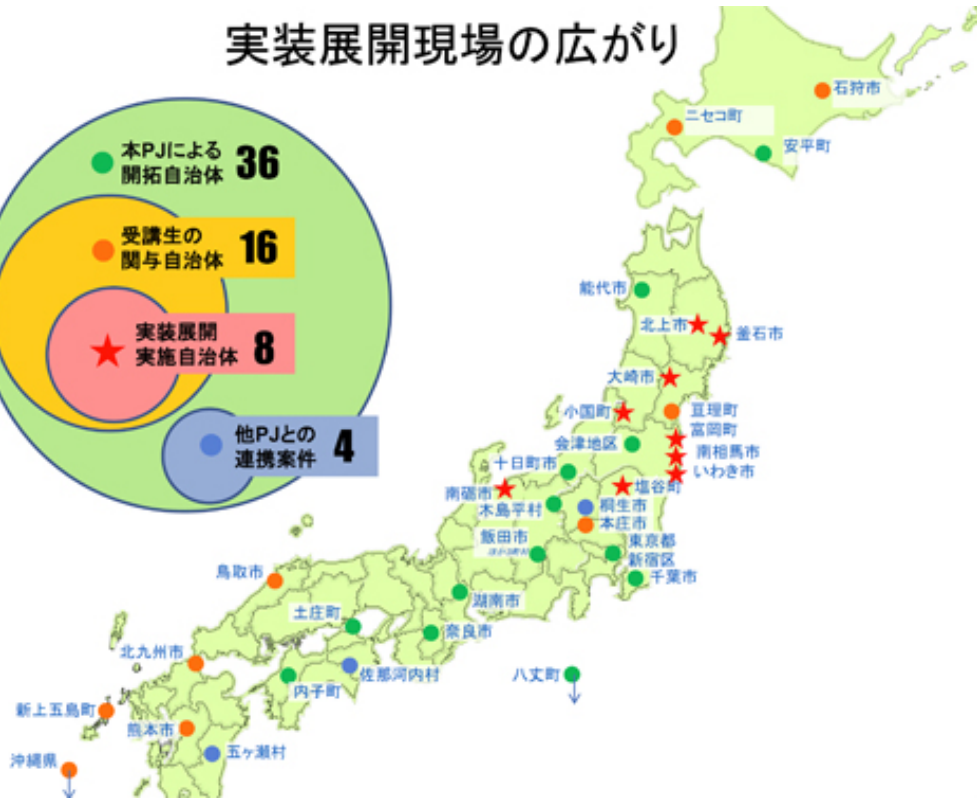 実装展開現場の広がり
本PJによる
開拓自治体 36
受講生の
関与自治体 16
実装展開
実施自治体 8
他PJとの
連携案件 4
石狩市
ニセコ町
安平町
能代市
北上市
釜石市
大崎市
小国町
亘理町
富岡町
会津地区
南相馬市
いわき市
十日町市
南砺市
塩谷町
木島平村
桐生市
本庄市
飯田市
東京都
新宿区
千葉市
鳥取市
湖南市
土庄町
奈良市
北九州市
佐那河内村
八丈町
内子町
新上五島町
熊本市
五ヶ瀬村
沖縄県